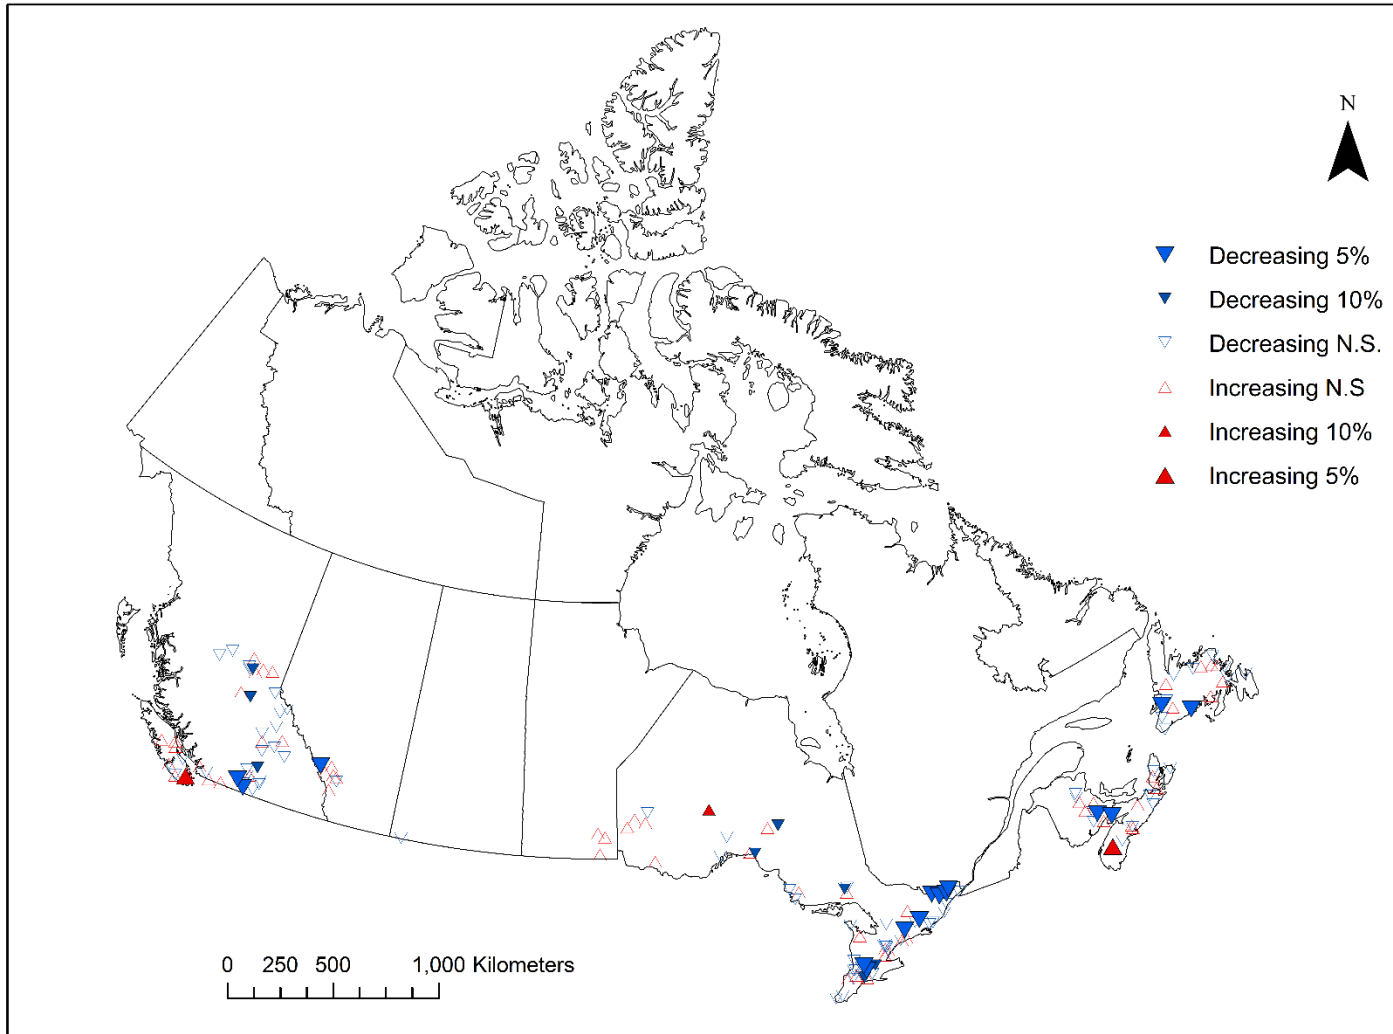 N
Decreasing 5%
Decreasing 10%
Decreasing N.S.
Increasing N.S
Increasing 10%
Increasing 5%
0 250 500 1,000 Kilometers